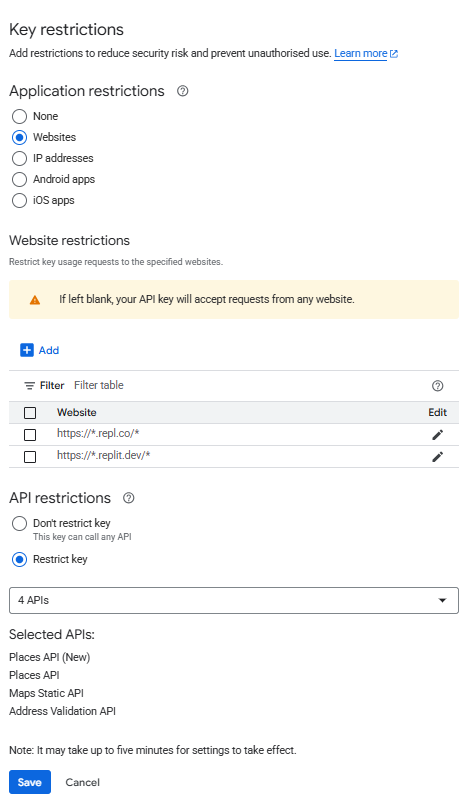 Key restrictions
Add restrictions to reduce security risk and prevent unauthorised use. Learn more
Application restrictions
None
Websites
IP addresses
Android apps
iOS apps
Website restrictions
Restrict key usage requests to the specified websites.
If left blank, your API key will accept requests from any website.
Add
Filter Filter table
Website Edit
https://*.repl.co/*
https://*.replit.dev/*
API restrictions
Don't restrict key
This key can call any API
Restrict key
4 APIs
Selected APIs:
Places API (New)
Places API
Maps Static API
Address Validation API
Note: It may take up to five minutes for settings to take effect.
Save Cancel